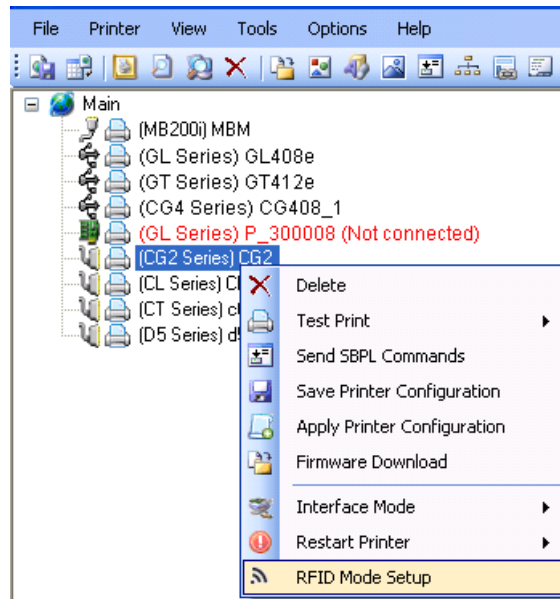 File Printer View Tools Options Help
Main
(MB200i) MBM
(GL Series) GL408e
(GT Series) GT412e
(CG4 Series) CG408_1
(GL Series) P_300008 (Not connected)
(CG2 Series) CG2
(CL Series)
(CT Series)
(D5 Series)
Delete
Test Print
Send SBPL Commands
Save Printer Configuration
Apply Printer Configuration
Firmware Download
Interface Mode
Restart Printer
RFID Mode Setup